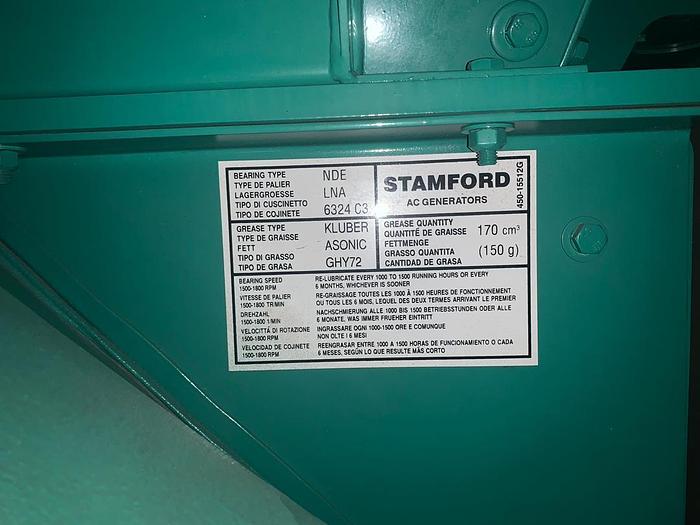 BEARING TYPE
TYPE DE PALIER
LAGERGROESSE
TIPO DI CUSCINETTO
TIPO DE COJINETE
NDE
LNA
6324 C3
STAMFORD
AC GENERATORS
450-15512G
GREASE TYPE
TYPE DE GRAISSE
FETT
TIPO DI GRASSO
TIPO DE GRASA
KLUBER
ASONIC
GHY72
GREASE QUANTITY
QUANTITÉ DE GRAISSE
FETTMENGE
GRASSO QUANTITA
CANTIDAD DE GRASA
170 cm³
(150 g)
BEARING SPEED
1500-1800 RPM
RE-LUBRICATE EVERY 1000 TO 1500 RUNNING HOURS OR EVERY
6 MONTHS, WHICHEVER IS SOONER
VITESSE DE PALIER
1500-1800 TR/MIN
RE-GRAISSAGE TOUTES LES 1000 À 1500 HEURES DE FONCTIONNEMENT
OU TOUS LES 6 MOIS, LEQUEL DES DEUX TERMES ARRIVANT LE PREMIER
DREHZAHL
1500-1800 1/MIN
NACHSCHMIERUNG ALLE 1000 BIS 1500 BETRIEBSSTUNDEN ODER ALLE
6 MONATE, WAS IMMER FRUEHER EINTRITT
VELOCITTÁ DI ROTAZIONE
1500-1800 RPM
INGRASSARE OGNI 1000-1500 ORE E COMUNQUE
NON OLTE I 6 MESI
VELOCIDAD DE COJINETE
1500-1800 RPM
REENGRASAR ENTRE 1000 A 1500 HORAS DE FUNCIONAMIENTO O CADA
6 MESES, SEGÚN LO QUE RESULTE MÁS CORTO